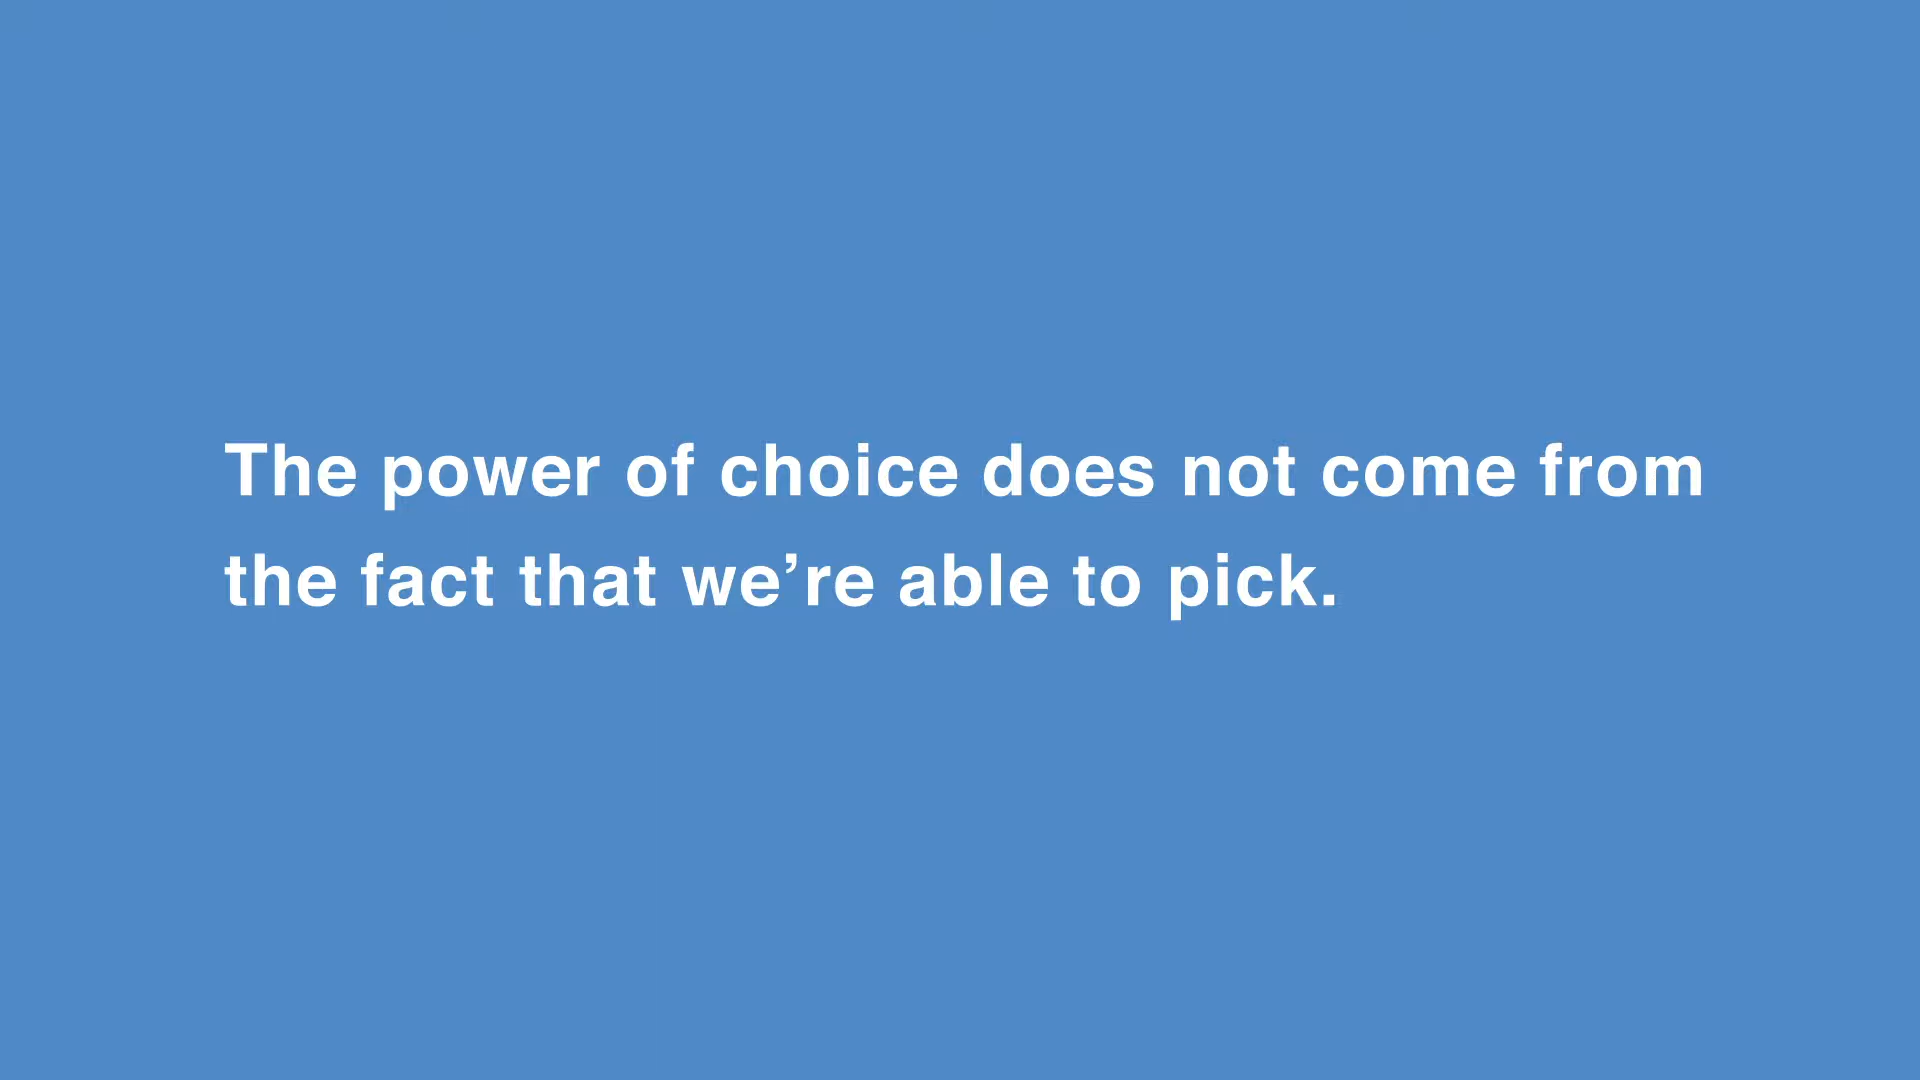 The power of choice does not come from
the fact that we’re able to pick.